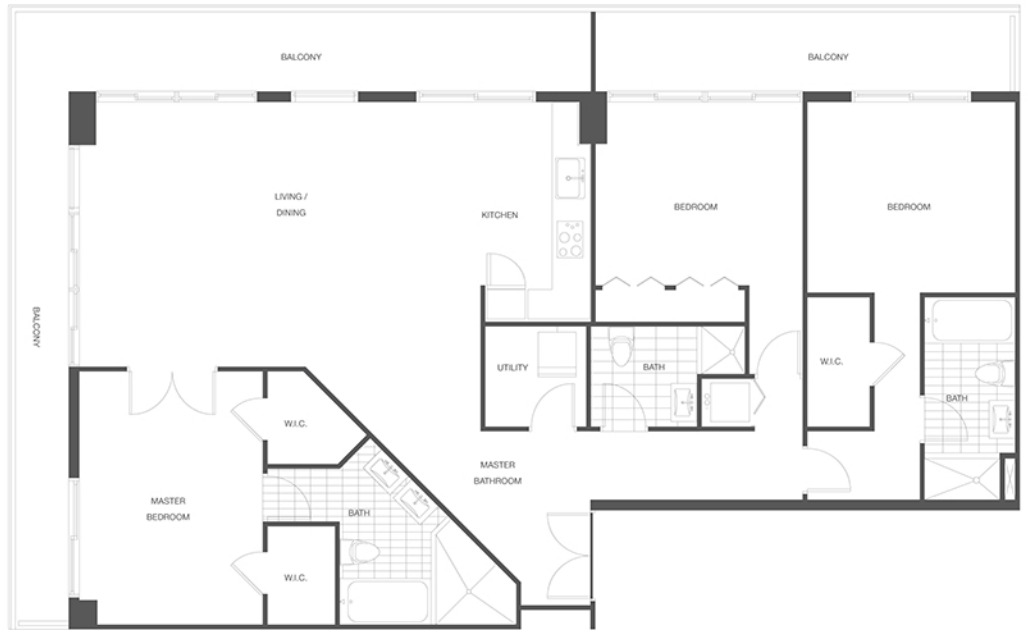 BALCONY
BALCONY
LIVING /
DINING
KITCHEN
BEDROOM
BEDROOM
BALCONY
UTILITY
BATH
W.I.C.
BATH
W.I.C.
MASTER
BATHROOM
MASTER
BEDROOM
BATH
W.I.C.